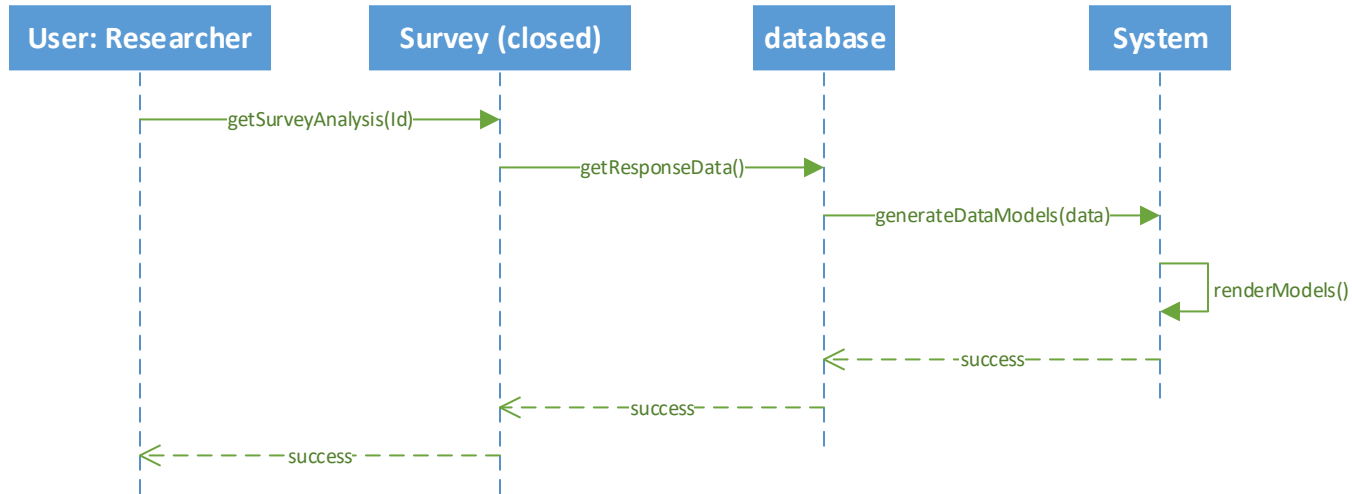 User: Researcher
Survey (closed)
database
System
getSurveyAnalysis(Id)
getResponseData()
generateDataModels(data)
renderModels()
success
success
success